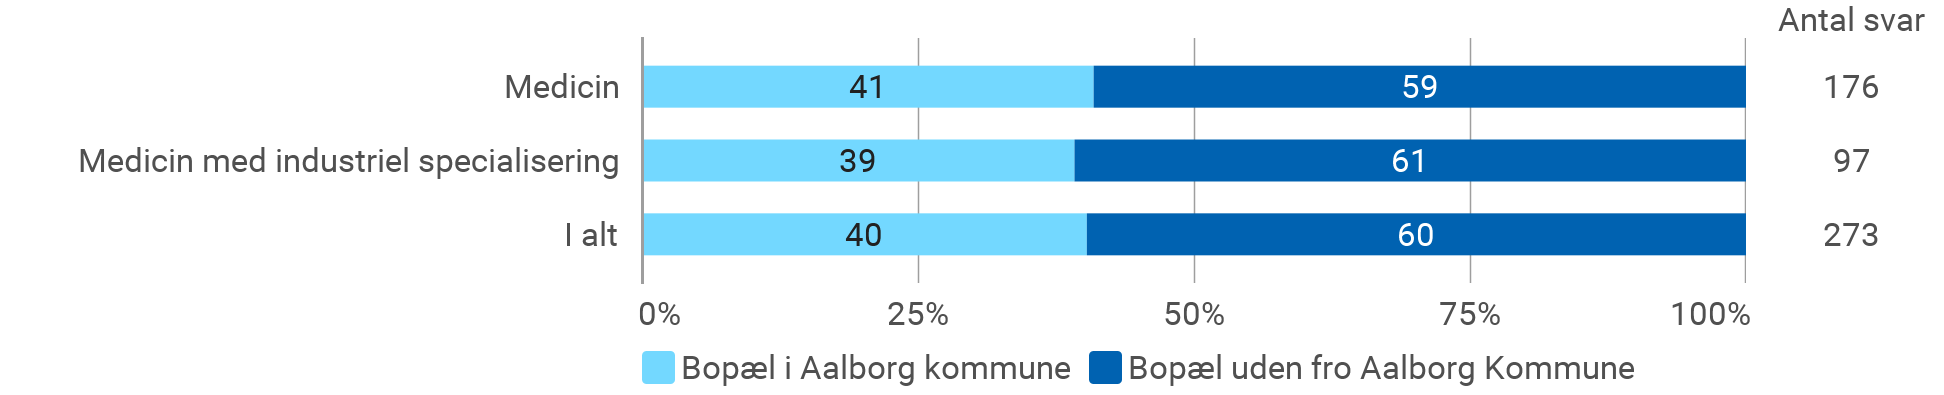 Antal svar
Medicin 41 59 176
Medicin med industriel specialisering 39 61 97
I alt 40 60 273
0% 25% 50% 75% 100%
Bopæl i Aalborg kommune Bopæl uden fro Aalborg Kommune